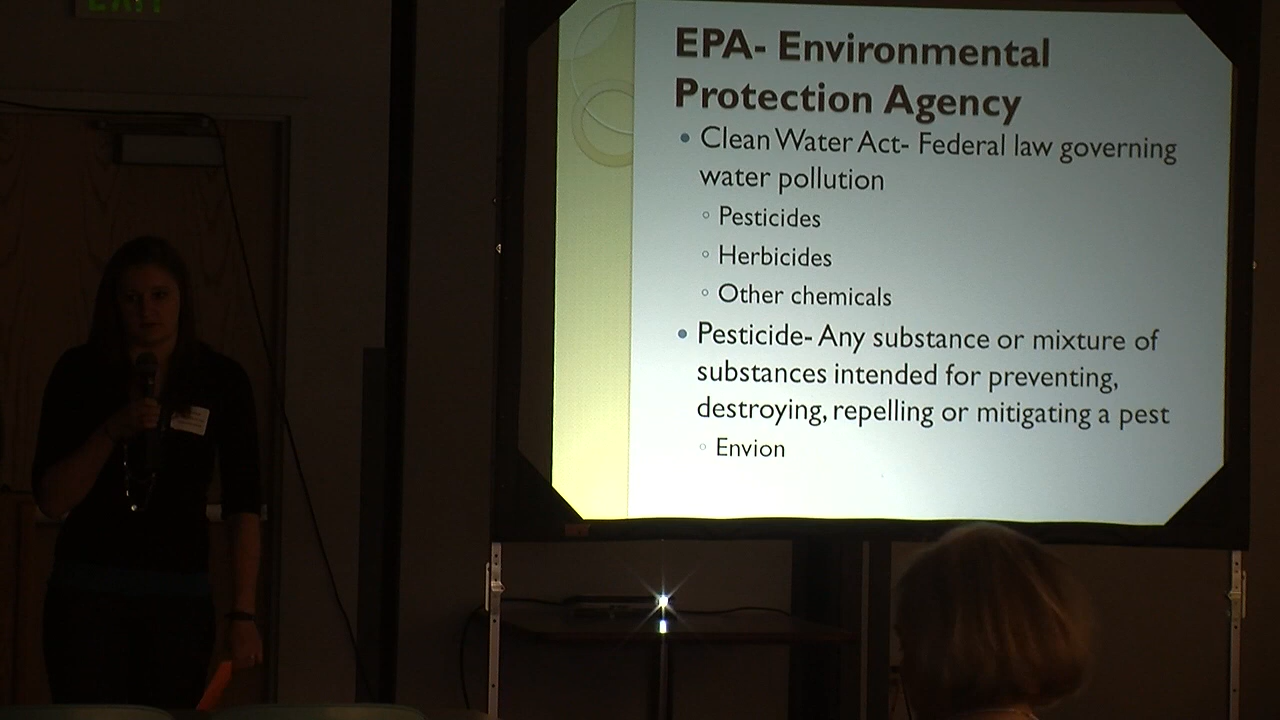 EXIT
EPA- Environmental
Protection Agency
• Clean Water Act- Federal law governing
water pollution
◦ Pesticides
◦ Herbicides
◦ Other chemicals
• Pesticide- Any substance or mixture of
substances intended for preventing,
destroying, repelling or mitigating a pest
◦ Envion